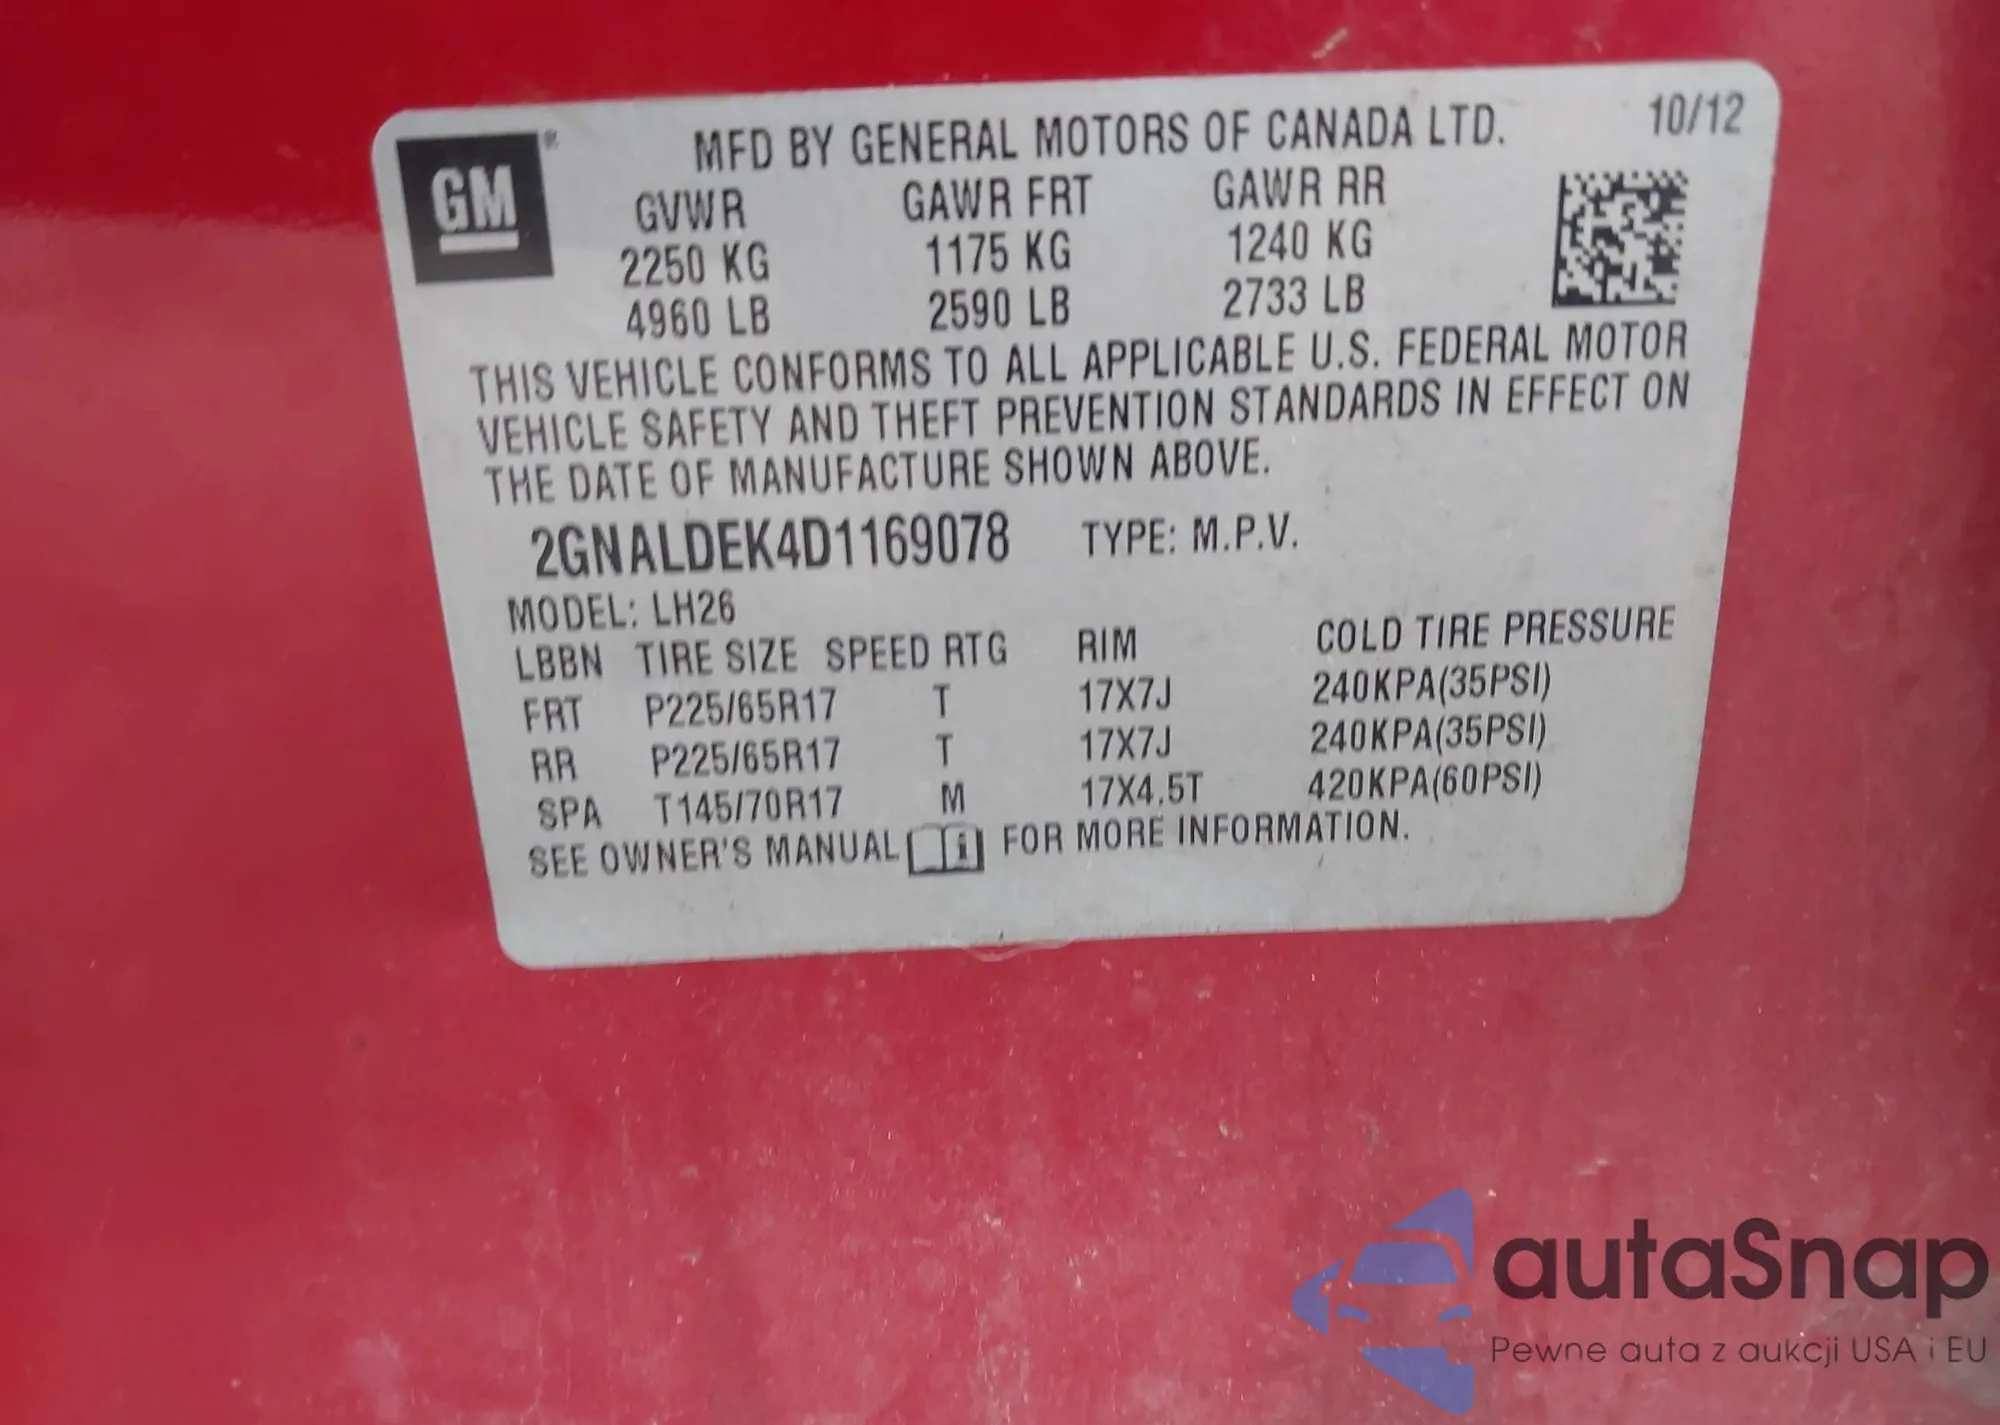 GM®
MFD BY GENERAL MOTORS OF CANADA LTD. 10/12
GVWR GAWR FRT GAWR RR
2250 KG 1175 KG 1240 KG
4960 LB 2590 LB 2733 LB
THIS VEHICLE CONFORMS TO ALL APPLICABLE U.S. FEDERAL MOTOR
VEHICLE SAFETY AND THEFT PREVENTION STANDARDS IN EFFECT ON
THE DATE OF MANUFACTURE SHOWN ABOVE.
2GNALDEK4D1169078 TYPE: M.P.V.
MODEL: LH26
LBBN TIRE SIZE SPEED RTG RIM COLD TIRE PRESSURE
FRT P225/65R17 T 17X7J 240KPA(35PSI)
RR P225/65R17 T 17X7J 240KPA(35PSI)
SPA T145/70R17 M 17X4.5T 420KPA(60PSI)
SEE OWNER'S MANUAL i FOR MORE INFORMATION.
autaSnap
Pewne auta z aukcji USA i EU